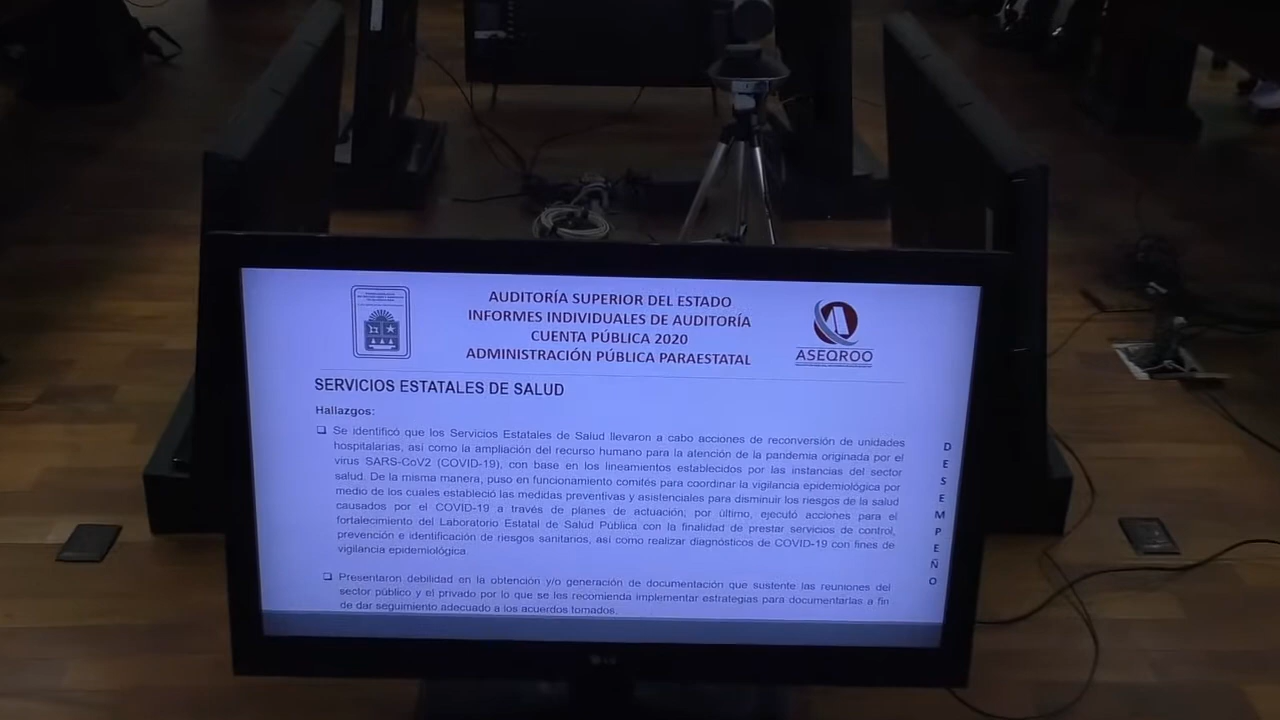 AUDITORÍA SUPERIOR DEL ESTADO
INFORMES INDIVIDUALES DE AUDITORÍA
CUENTA PÚBLICA 2020
ADMINISTRACIÓN PÚBLICA PARAESTATAL
ASEQROO
SERVICIOS ESTATALES DE SALUD
Hallazgos:
Se identificó que los Servicios Estatales de Salud llevaron a cabo acciones de reconversión de unidades
hospitalarias, así como la ampliación del recurso humano para la atención de la pandemia originada por el
virus SARS-CoV2 (COVID-19), con base en los lineamientos establecidos por las instancias del sector
salud. De la misma manera, puso en funcionamiento comités para coordinar la vigilancia epidemiológica por
medio de los cuales estableció las medidas preventivas y asistenciales para disminuir los riesgos de la salud
causados por el COVID-19 a través de planes de actuación; por último, ejecutó acciones para el
fortalecimiento del Laboratorio Estatal de Salud Pública con la finalidad de prestar servicios de control,
prevención e identificación de riesgos sanitarios, así como realizar diagnósticos de COVID-19 con fines de
vigilancia epidemiológica.
Presentaron debilidad en la obtención y/o generación de documentación que sustente las reuniones del
sector público y el privado por lo que se les recomienda implementar estrategias para documentarlas a fin
de dar seguimiento adecuado a los acuerdos tomados.
DESEMPEÑO
LG